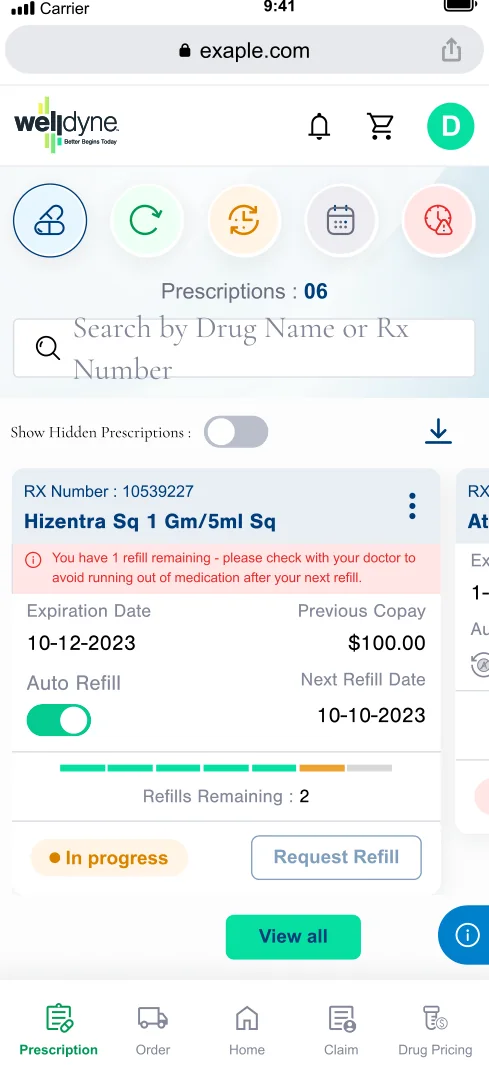 Carrier
9:41
exaple.com
welldyne.
Better Begins Today
D
Prescriptions : 06
Search by Drug Name or Rx
Number
Show Hidden Prescriptions :
RX Number : 10539227
Hizentra Sq 1 Gm/5ml Sq
You have 1 refill remaining - please check with your doctor to
avoid running out of medication after your next refill.
Expiration Date
Previous Copay
10-12-2023
$100.00
Auto Refill
Next Refill Date
10-10-2023
Refills Remaining : 2
In progress
Request Refill
RX
At
Ex
1-
Au
View all
Prescription
Order
Home
Claim
Drug Pricing